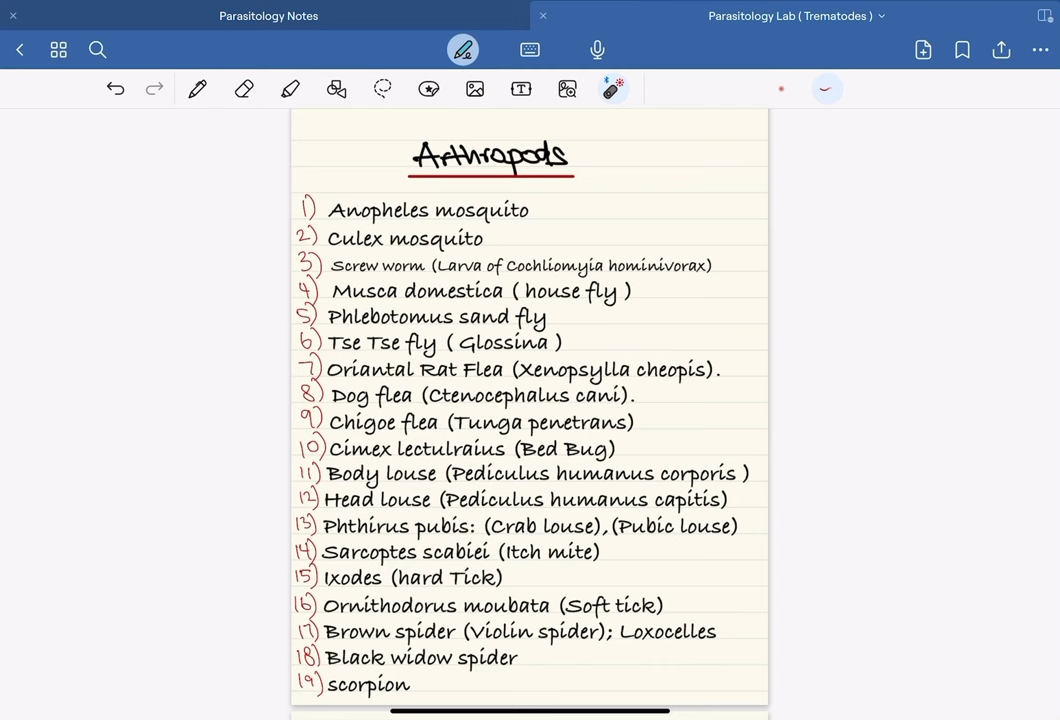 Parasitology Notes
Parasitology Lab ( Trematodes )
Arthropods
1) Anopheles mosquito
2) Culex mosquito
3) Screw worm (Larva of Cochliomyia hominivorax)
4) Musca domestica ( house fly )
5) Phlebotomus sand fly
6) Tse Tse fly ( Glossina )
7) Oriantal Rat Flea (Xenopsylla cheopis).
8) Dog flea (Ctenocephalus cani).
9) Chigoe flea (Tunga penetrans)
10) Cimex lectulraius (Bed Bug)
11) Body louse (Pediculus humanus corporis )
12) Head louse (Pediculus humanus capitis)
13) Phthirus pubis: (Crab louse),(Pubic louse)
14) Sarcoptes scabiei (Itch mite)
15) Ixodes (hard Tick)
16) Ornithodorus moubata (Soft tick)
17) Brown spider (Violin spider); Loxocelles
18) Black widow spider
19) scorpion